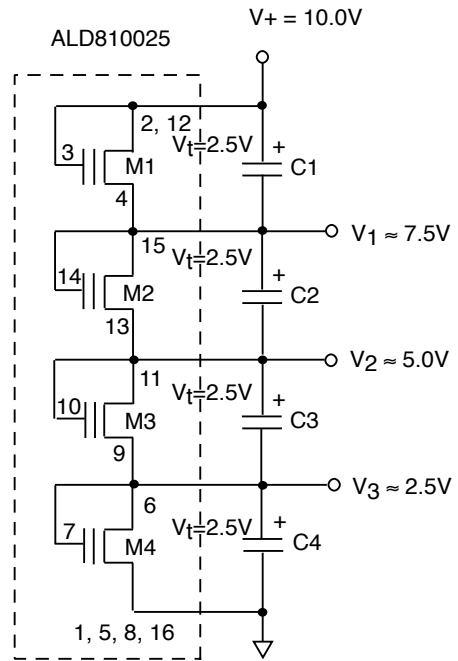 V+ = 10.0V
ALD810025
2, 12
3
Vt=2.5V
+
M1
C1
4
15
V1 ≈ 7.5V
Vt=2.5V
14
+
M2
C2
13
11
V2 ≈ 5.0V
Vt=2.5V
10
+
M3
C3
9
6
V3 ≈ 2.5V
Vt=2.5V
7
+
M4
C4
1, 5, 8, 16